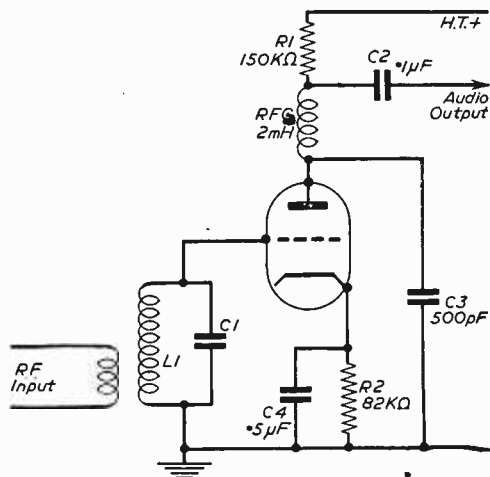 H.T.+
R1
150KΩ
C2
·1μF
RFC
2mH
Audio
Output
C1
L1
RF
Input
C3
500pF
R2
82KΩ
C4
·5μF